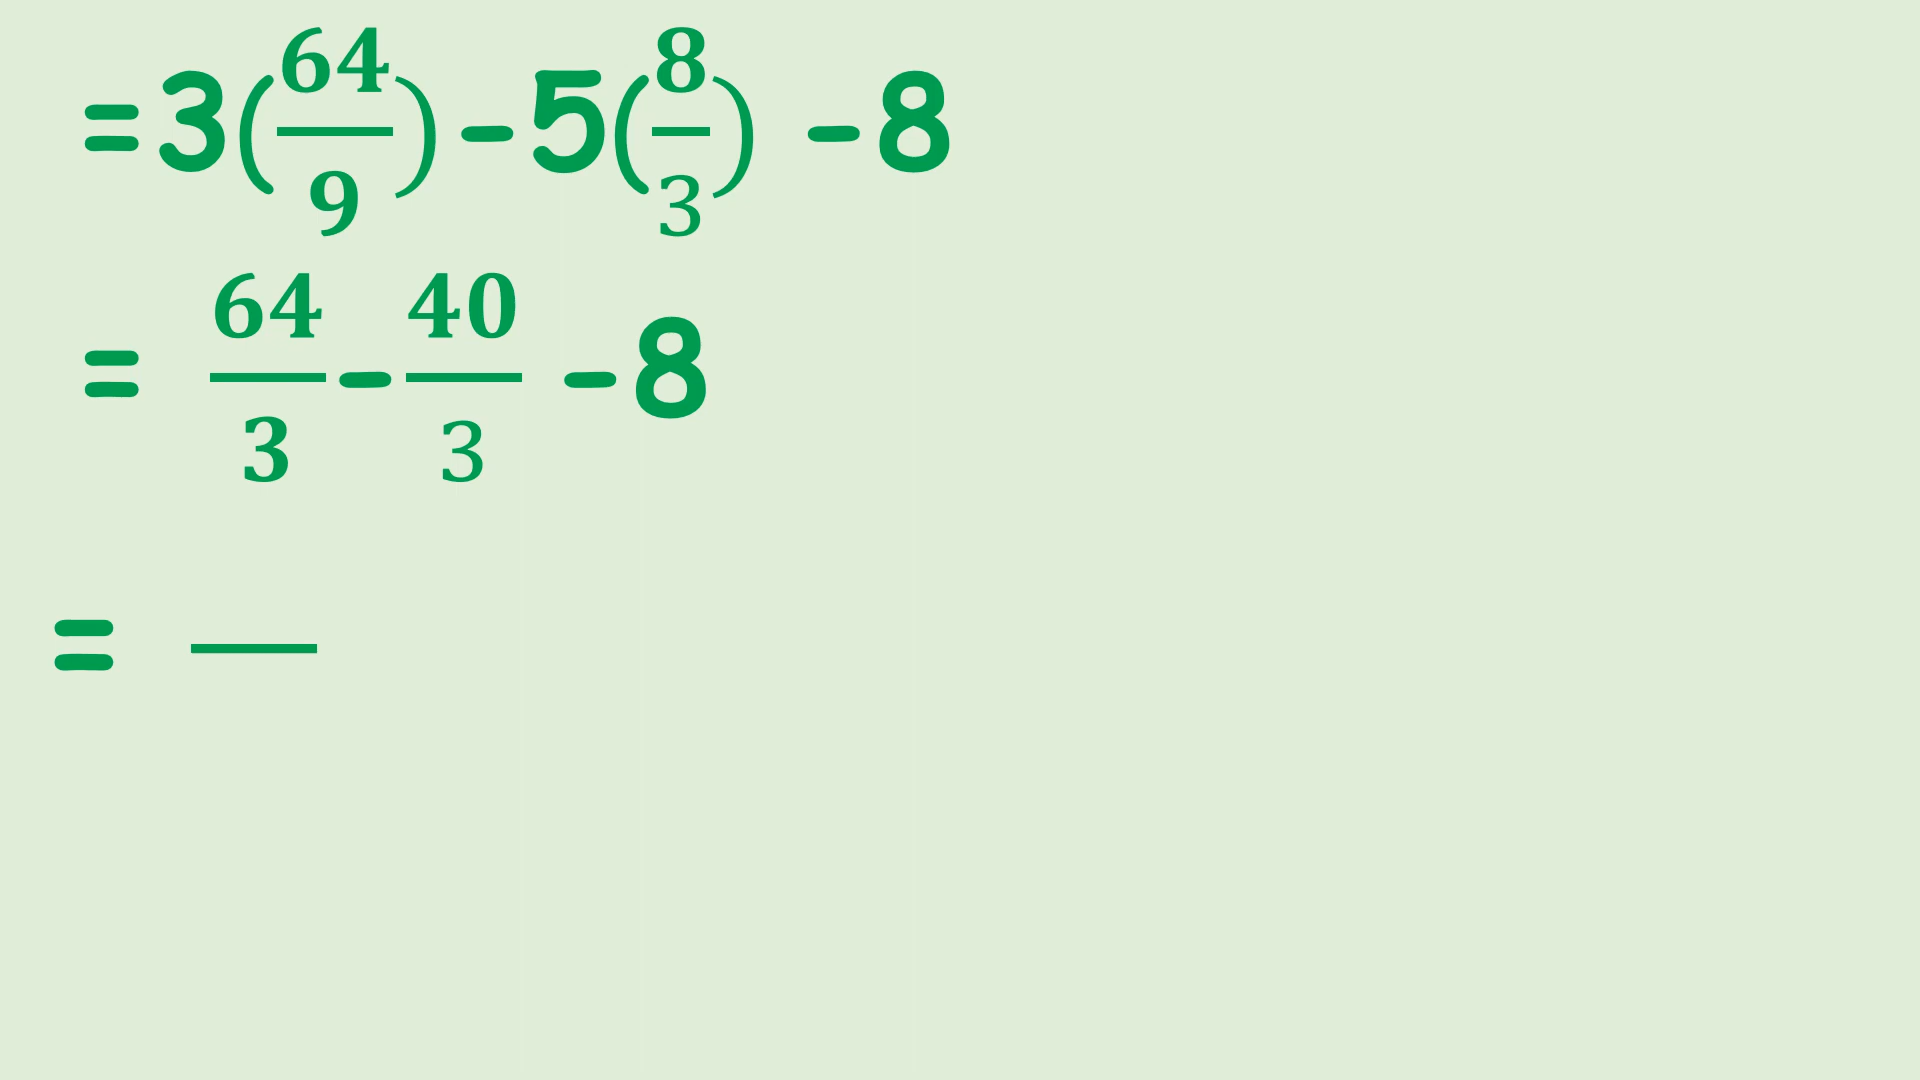 =3(64/9)-5(8/3) -8
= 64/3-40/3 -8
= —